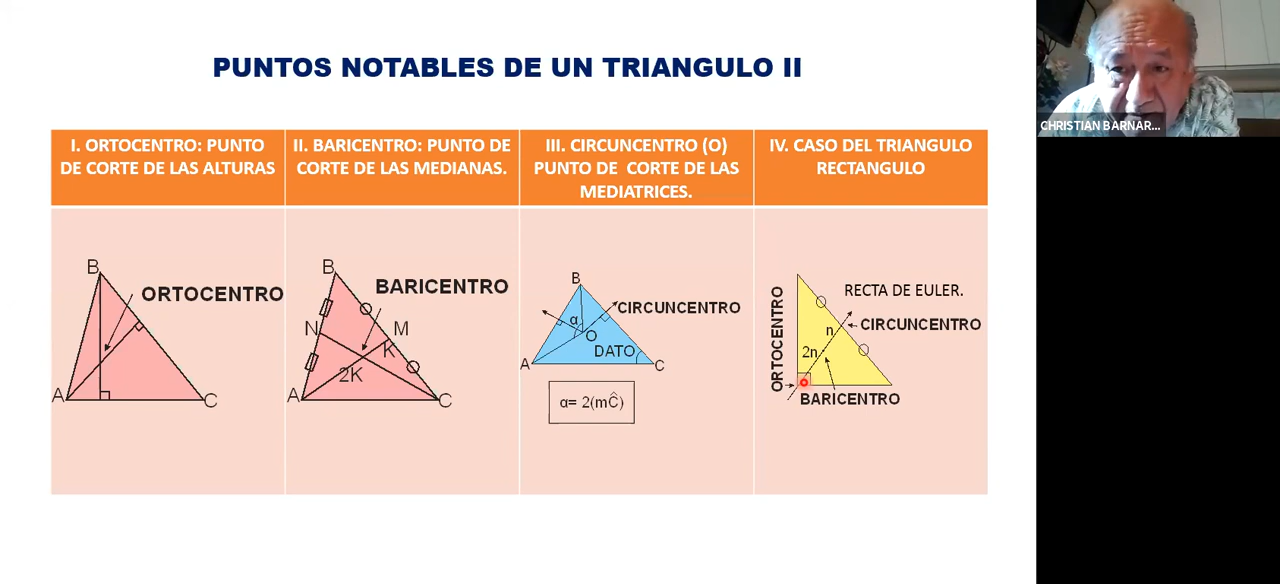 PUNTOS NOTABLES DE UN TRIANGULO II
CHRISTIAN BARNAR...
I. ORTOCENTRO: PUNTO
DE CORTE DE LAS ALTURAS
II. BARICENTRO: PUNTO DE
CORTE DE LAS MEDIANAS.
III. CIRCUNCENTRO (O)
PUNTO DE CORTE DE LAS
MEDIATRICES.
IV. CASO DEL TRIANGULO
RECTANGULO
B
ORTOCENTRO
A
C
B
BARICENTRO
N
M
K
2K
A
C
B
CIRCUNCENTRO
α
O
DATO
A
C
α= 2(mĈ)
RECTA DE EULER.
ORTOCENTRO
n
CIRCUNCENTRO
2n
BARICENTRO